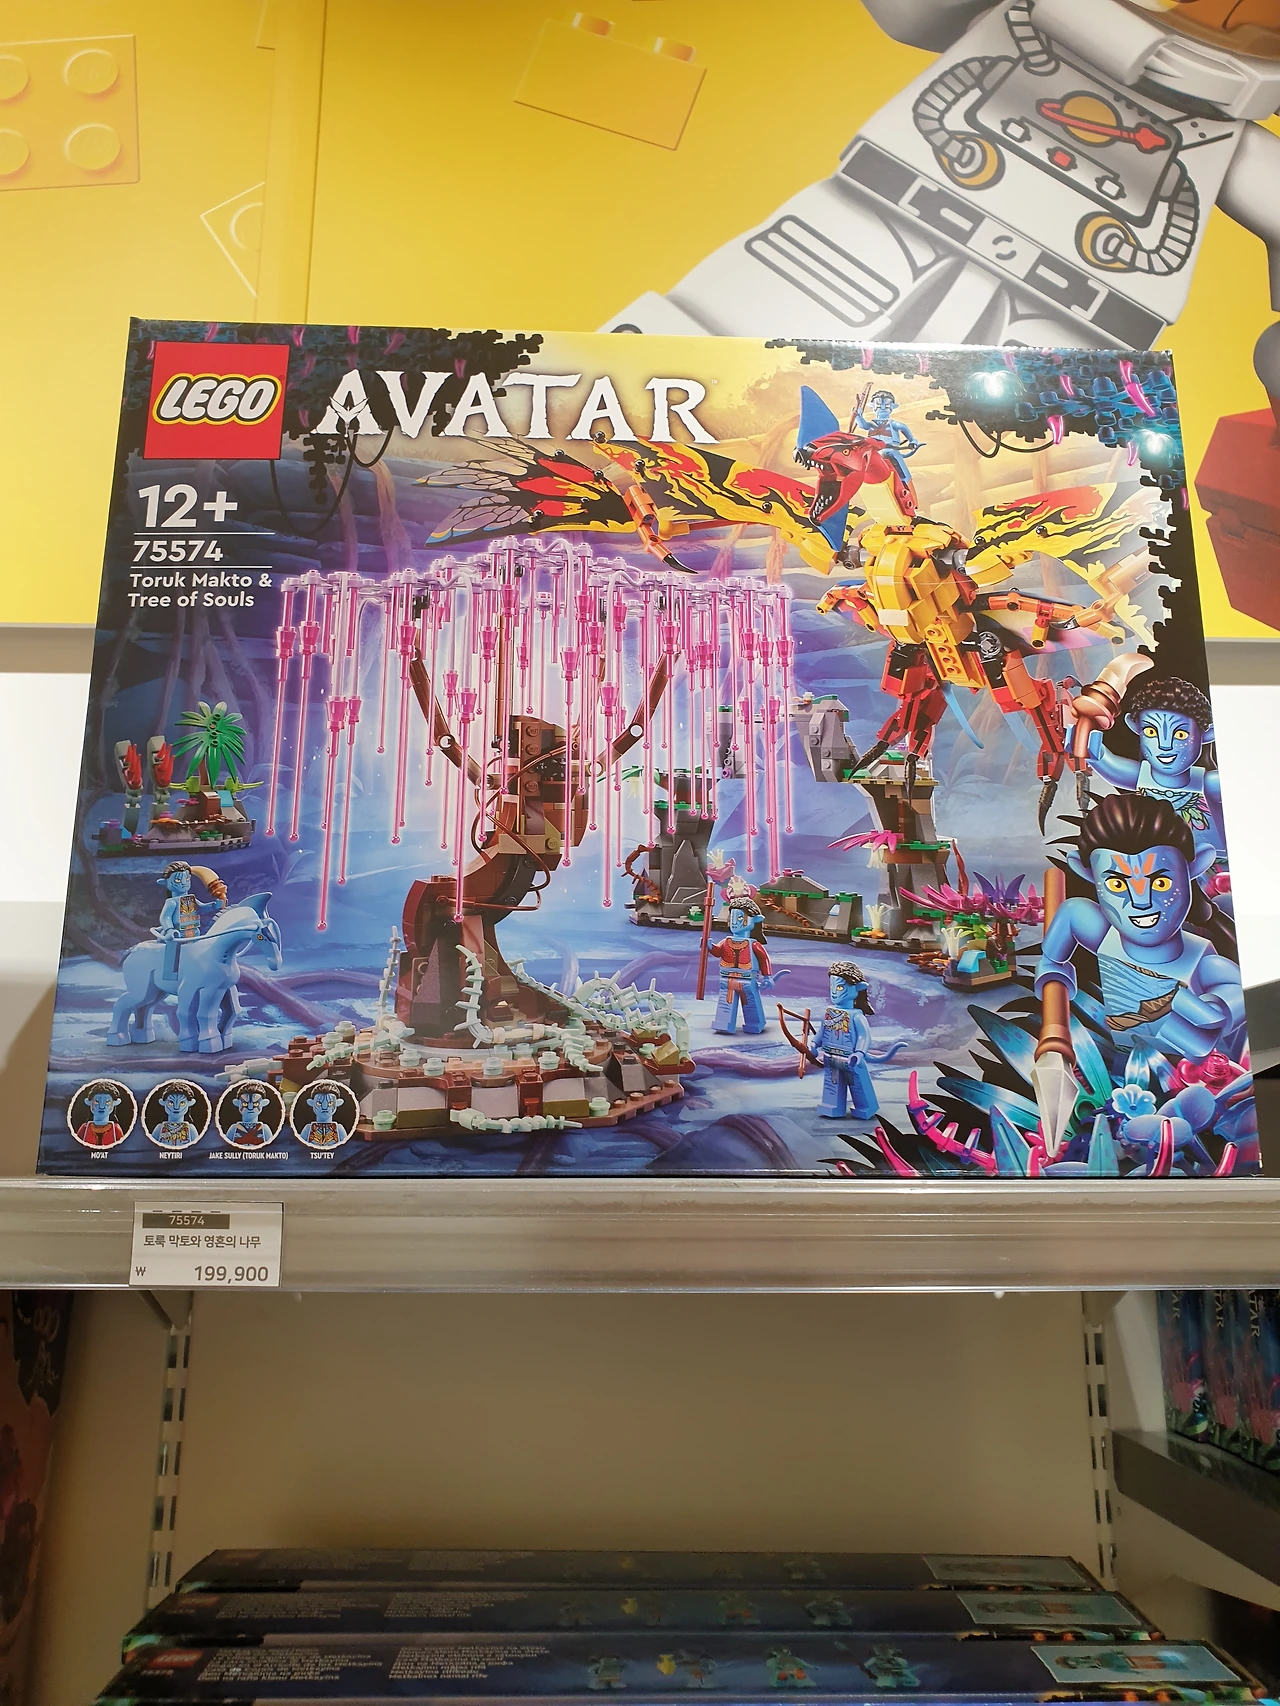 LEGO
AVATAR
12+
75574
Toruk Makto &
Tree of Souls
MO'AT
NEYTIRI
JAKE SULLY (TORUK MAKTO)
TSU'TEY
75574
토룩 막토와 영혼의 나무
₩ 199,900
LEGO